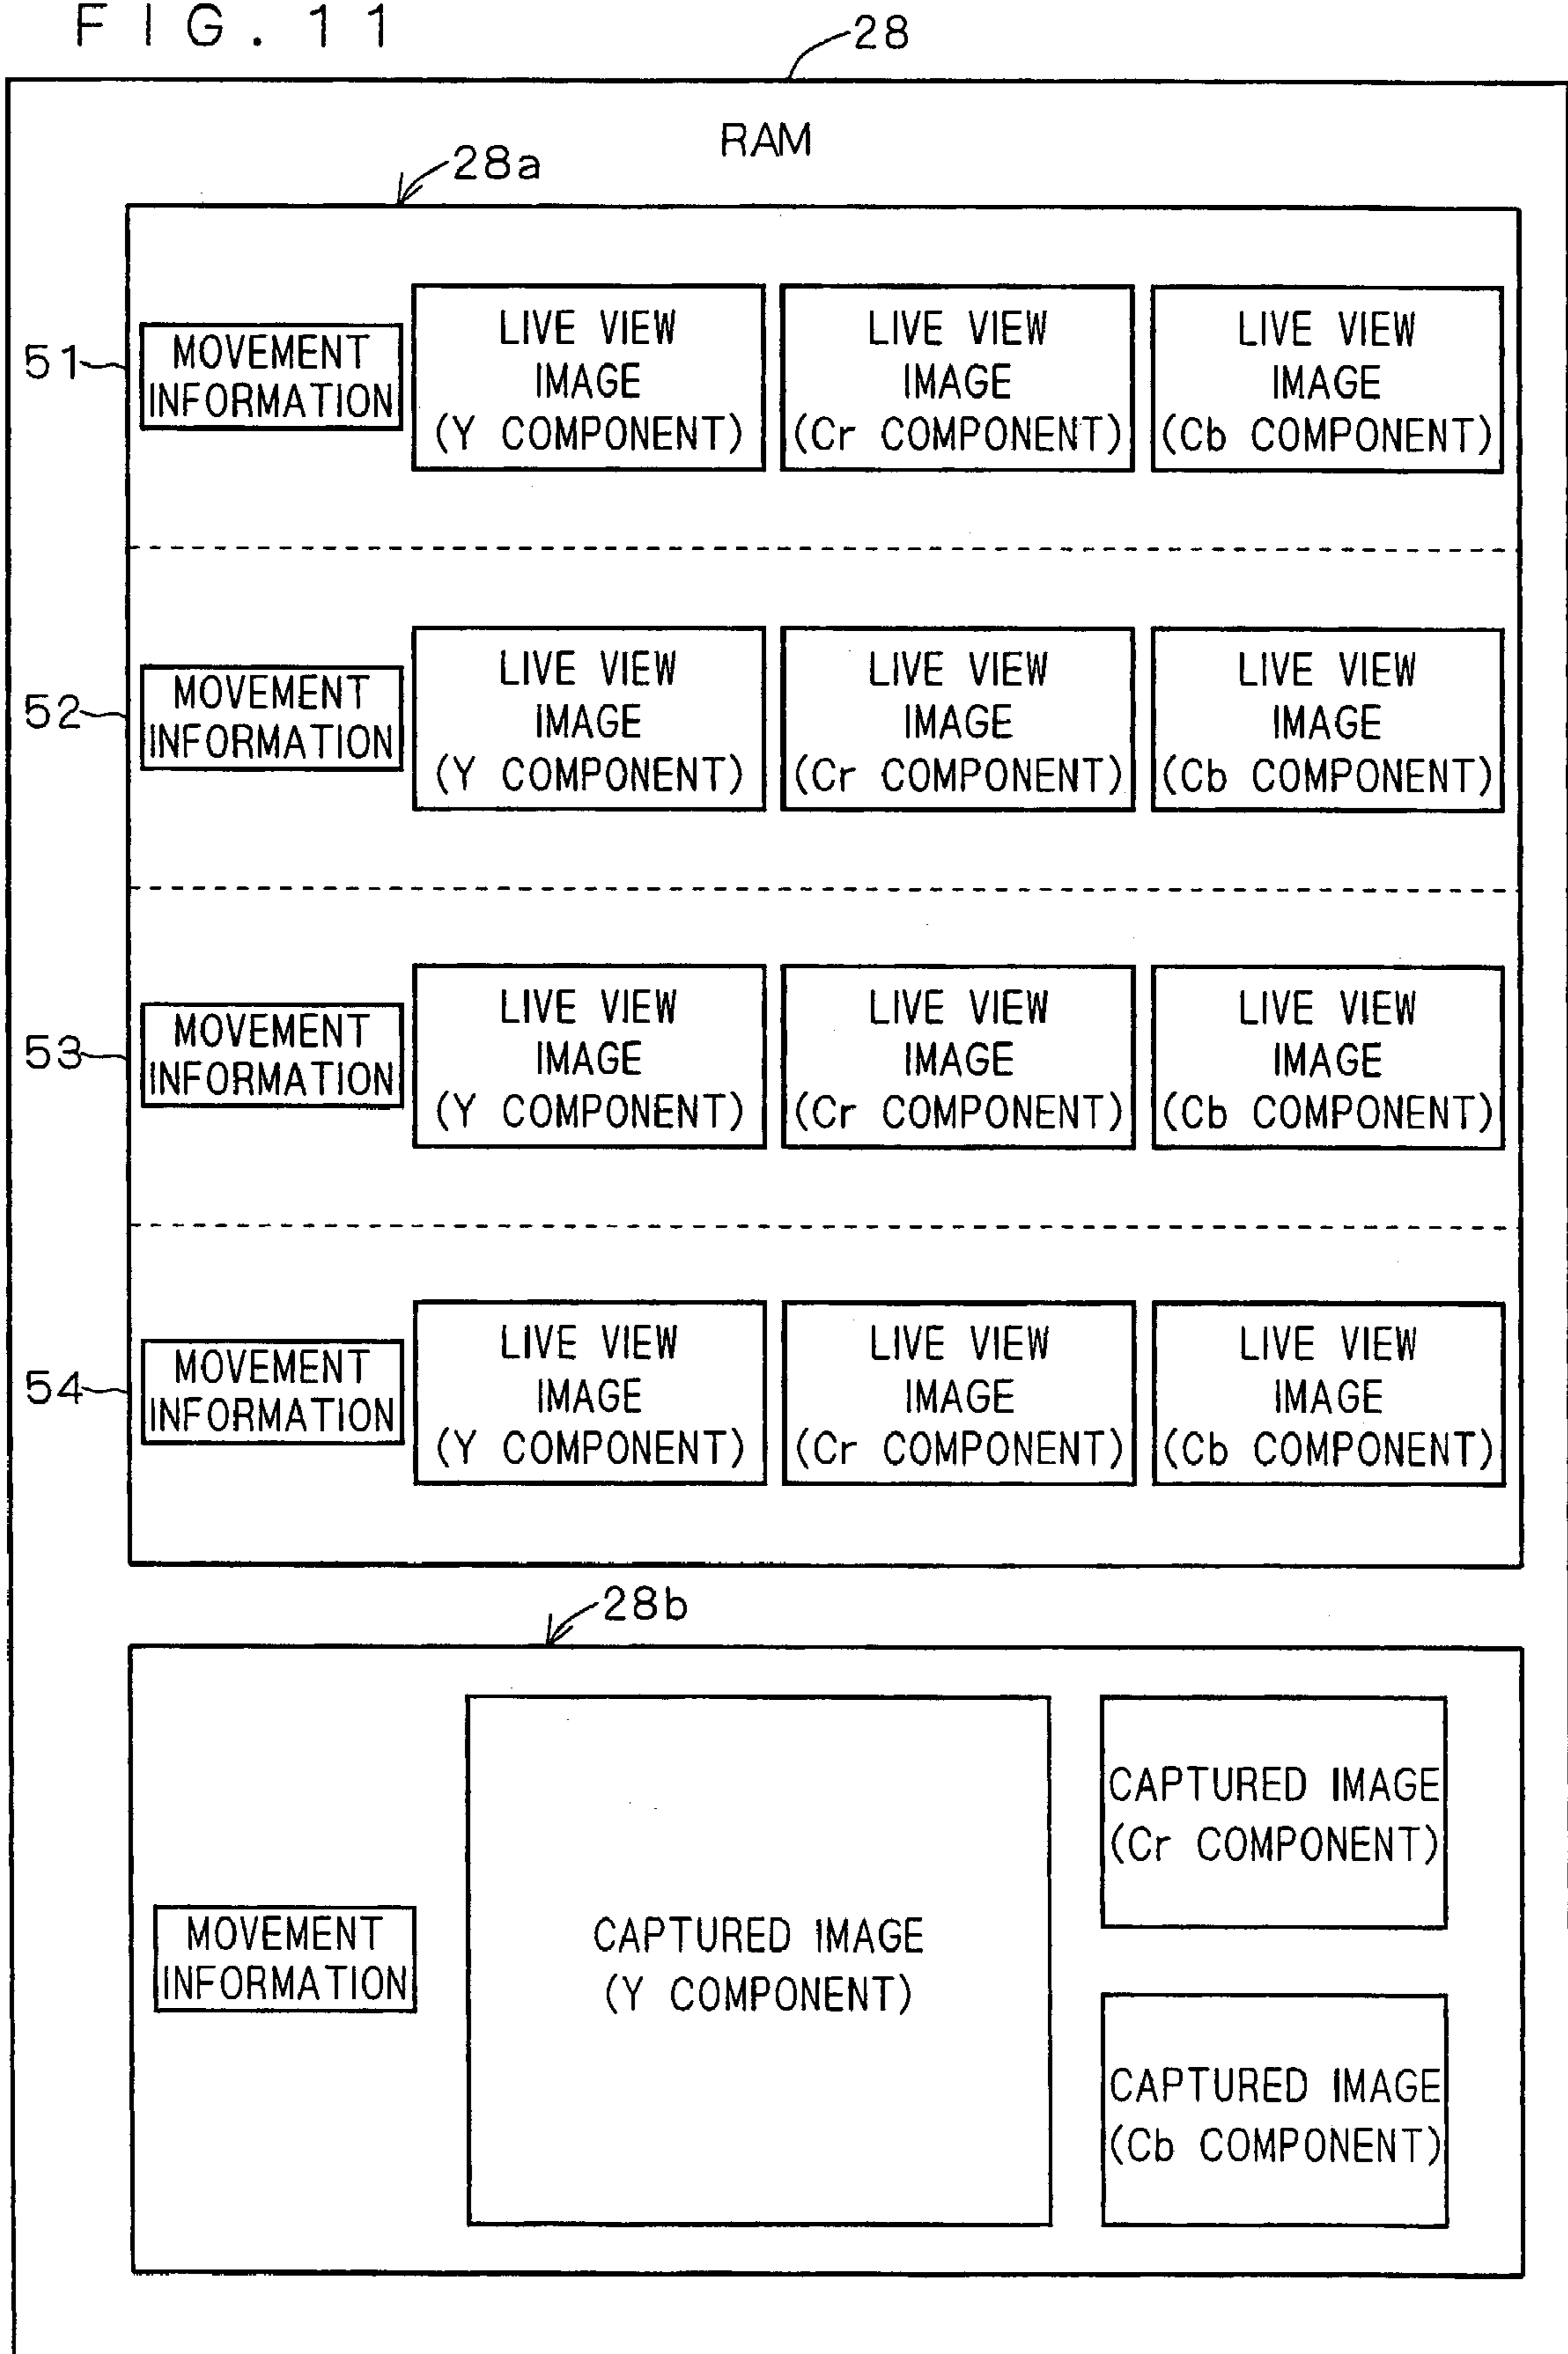 FIG. 11
28
RAM
28a
51
MOVEMENT
INFORMATION
LIVE VIEW
IMAGE
(Y COMPONENT)
LIVE VIEW
IMAGE
(Cr COMPONENT)
LIVE VIEW
IMAGE
(Cb COMPONENT)
52
MOVEMENT
INFORMATION
LIVE VIEW
IMAGE
(Y COMPONENT)
LIVE VIEW
IMAGE
(Cr COMPONENT)
LIVE VIEW
IMAGE
(Cb COMPONENT)
53
MOVEMENT
INFORMATION
LIVE VIEW
IMAGE
(Y COMPONENT)
LIVE VIEW
IMAGE
(Cr COMPONENT)
LIVE VIEW
IMAGE
(Cb COMPONENT)
54
MOVEMENT
INFORMATION
LIVE VIEW
IMAGE
(Y COMPONENT)
LIVE VIEW
IMAGE
(Cr COMPONENT)
LIVE VIEW
IMAGE
(Cb COMPONENT)
28b
MOVEMENT
INFORMATION
CAPTURED IMAGE
(Y COMPONENT)
CAPTURED IMAGE
(Cr COMPONENT)
CAPTURED IMAGE
(Cb COMPONENT)